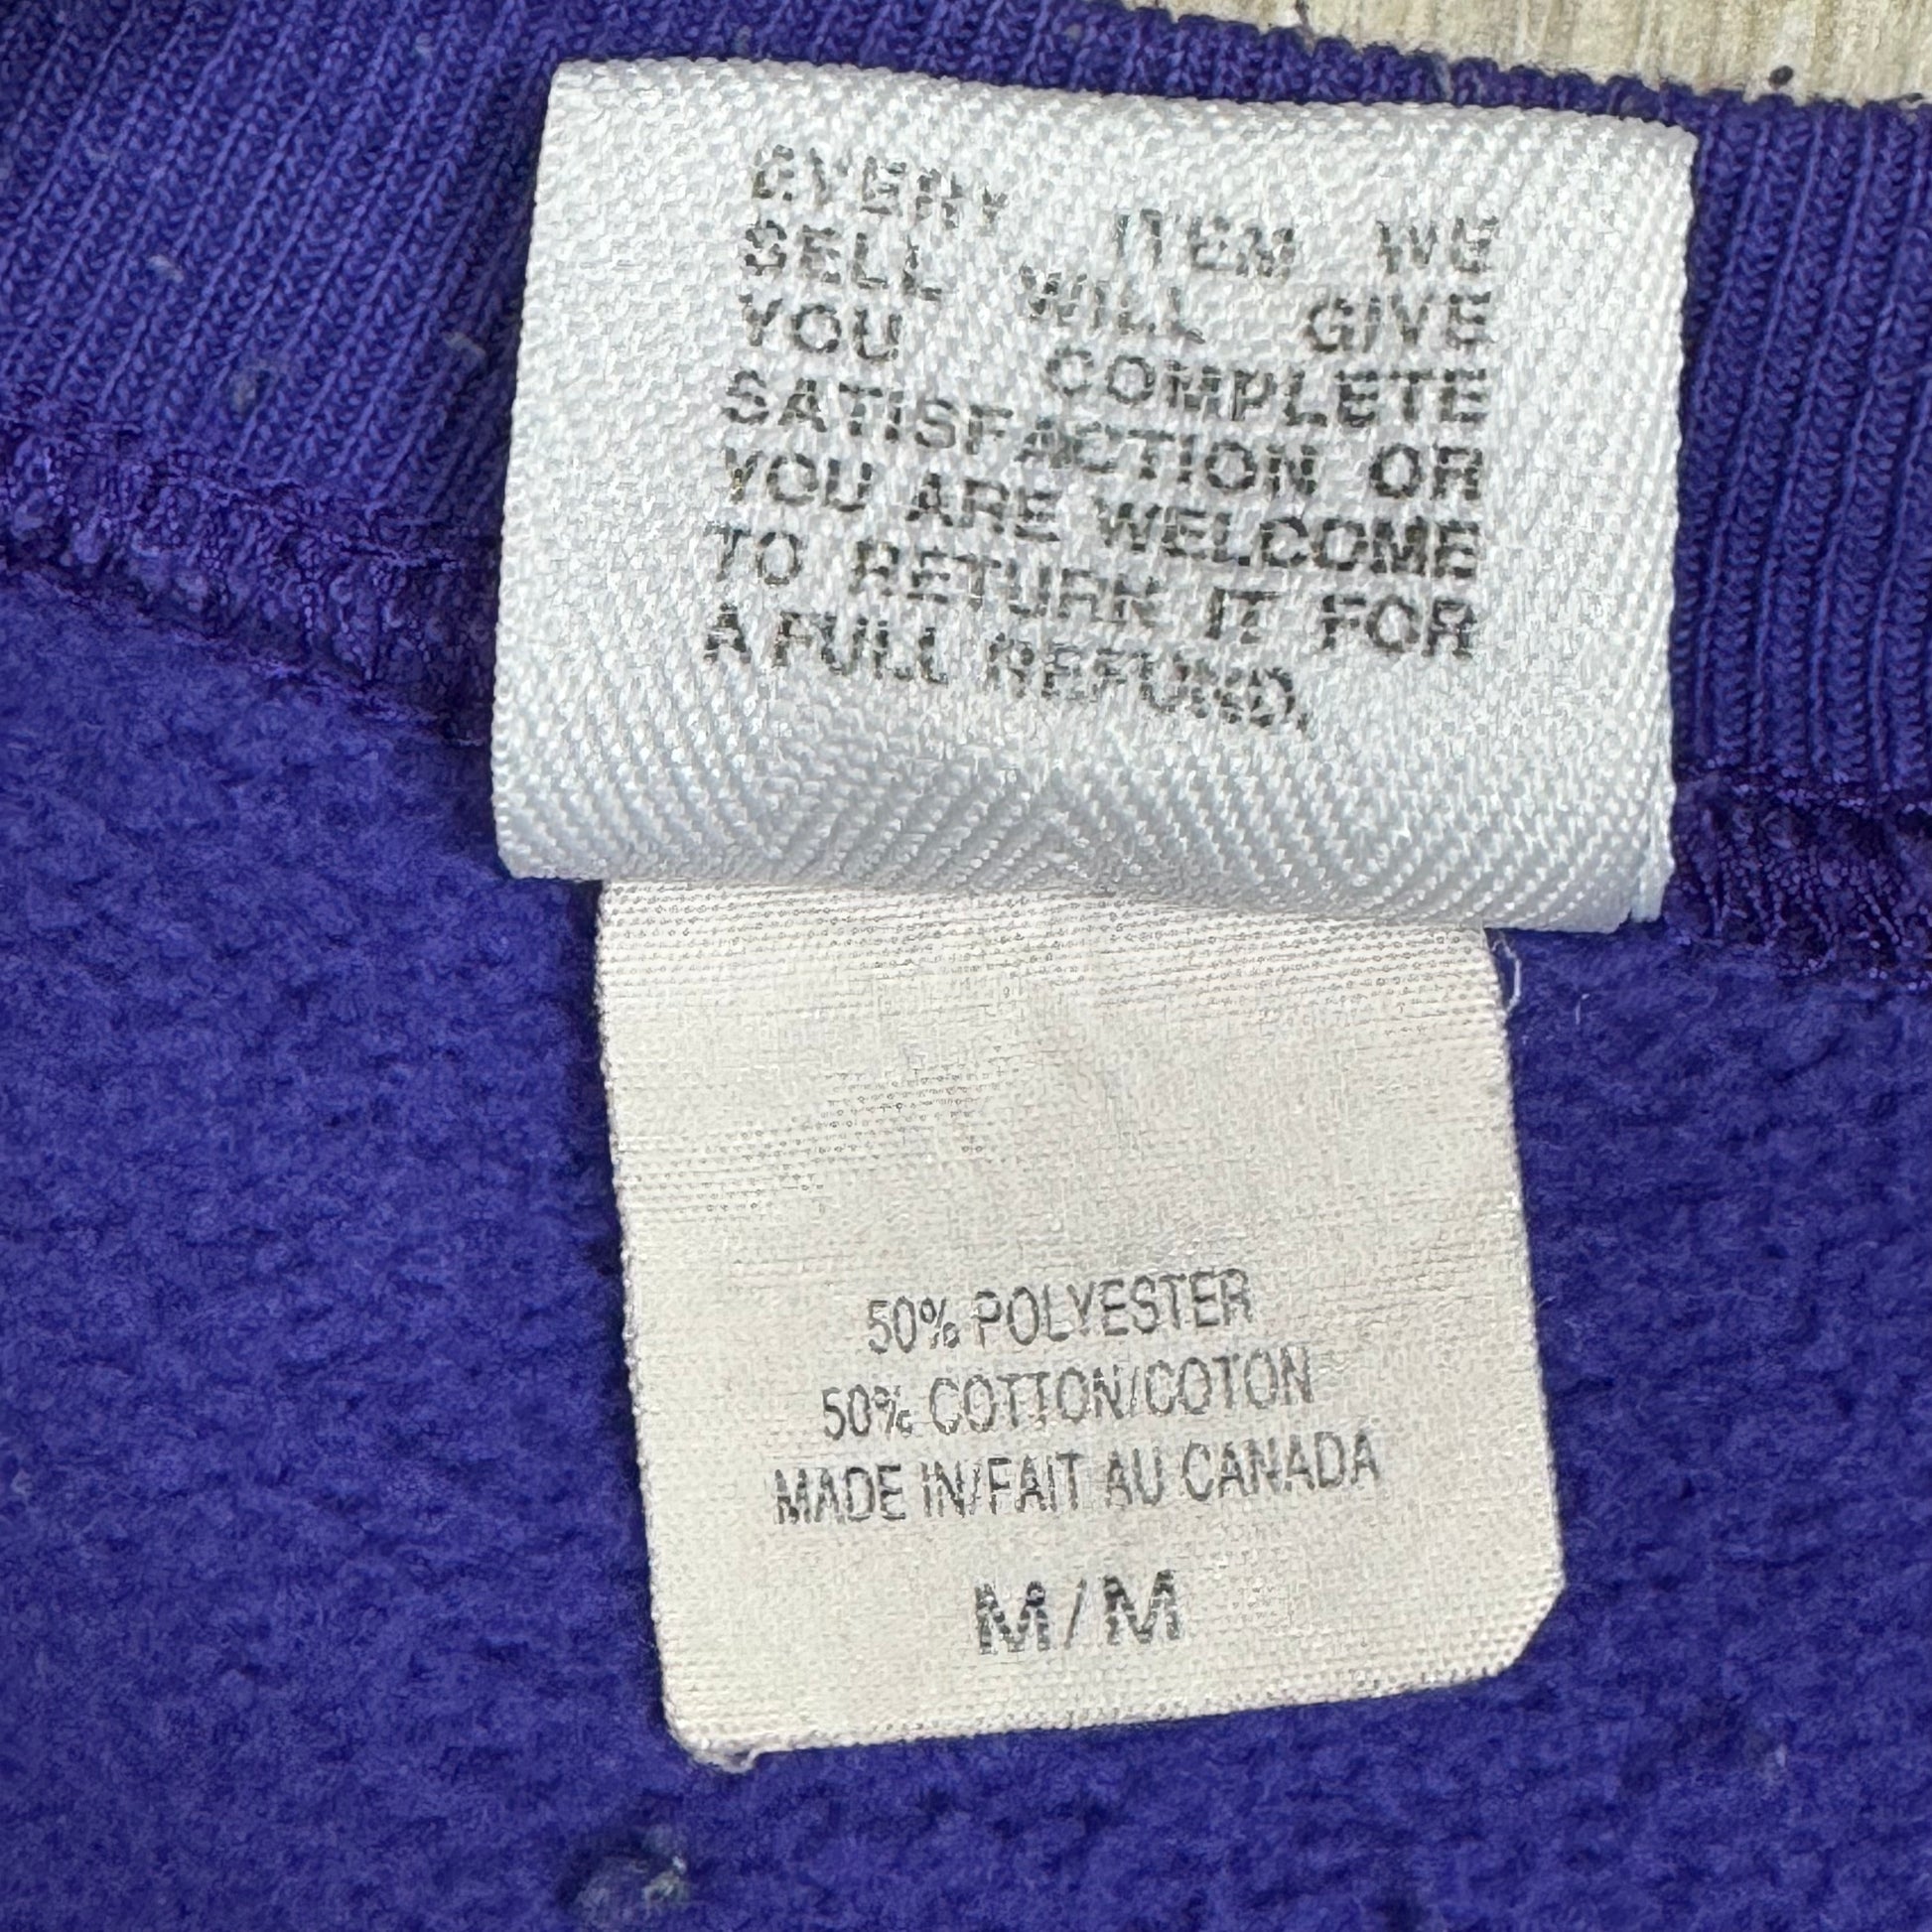 EVERY ITEM WE
SELL WILL GIVE
YOU COMPLETE
SATISFACTION OR
YOU ARE WELCOME
TO RETURN IT FOR
A FULL REFUND.
50% POLYESTER
50% COTTON/COTON
MADE IN/FAIT AU CANADA
M/M